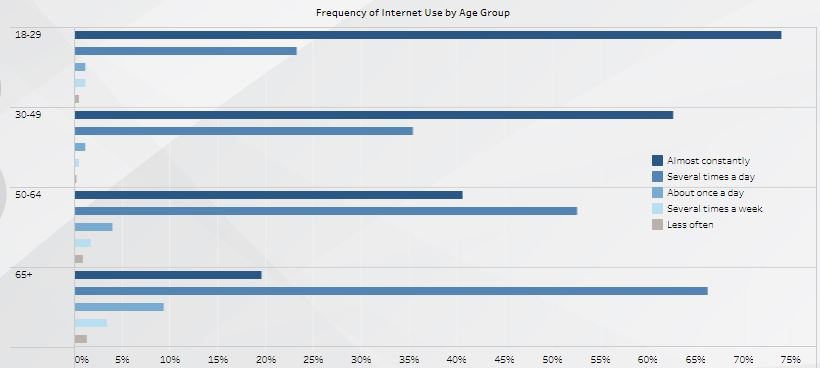 Frequency of Internet Use by Age Group
18-29
30-49
50-64
65+
Almost constantly
Several times a day
About once a day
Several times a week
Less often
0% 5% 10% 15% 20% 25% 30% 35% 40% 45% 50% 55% 60% 65% 70% 75%